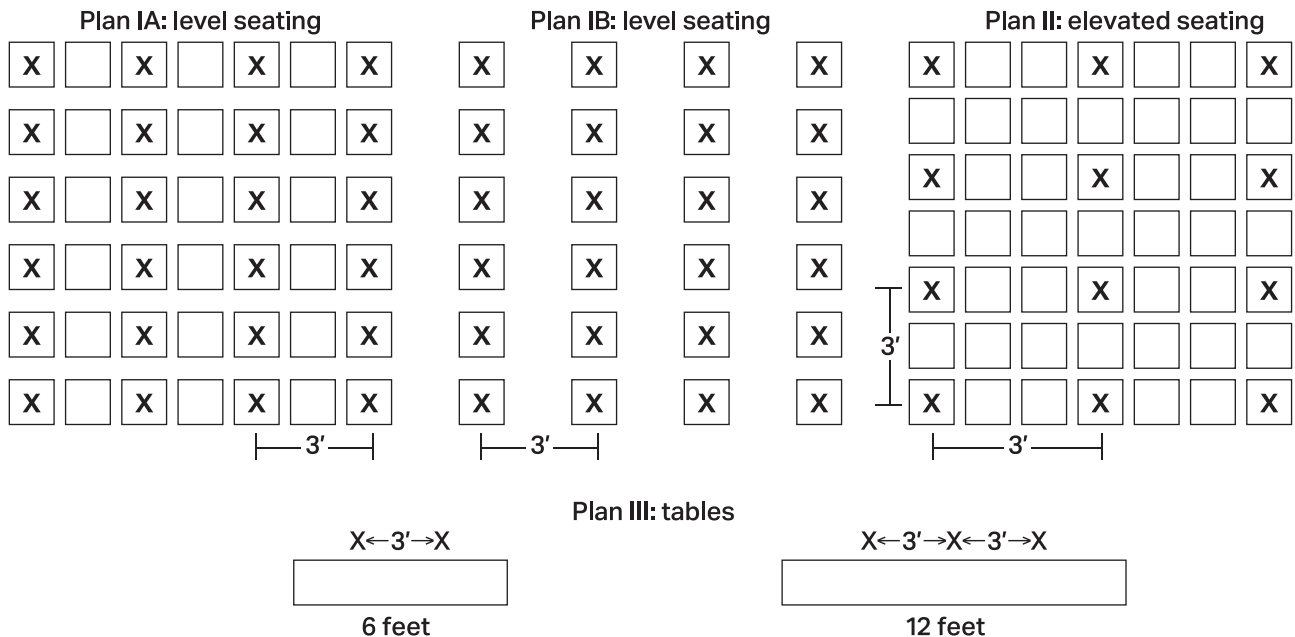 Plan IA: level seating Plan IB: level seating Plan II: elevated seating
X X X X X X X X X X X
X X X X X X X X
X X X X X X X X X X X
X X X X X X X X
X X X X X X X X X X X
3′
X X X X X X X X
X X X X X X X X X X X
3′ 3′ 3′
Plan III: tables
X←3′→X X←3′→X←3′→X
6 feet 12 feet